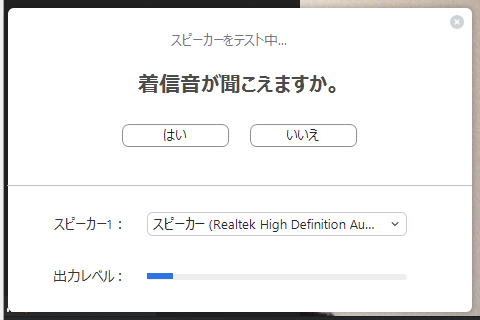 スピーカーをテスト中...
着信音が聞こえますか。
はい
いいえ
スピーカー1：
スピーカー (Realtek High Definition Au...
出力レベル：